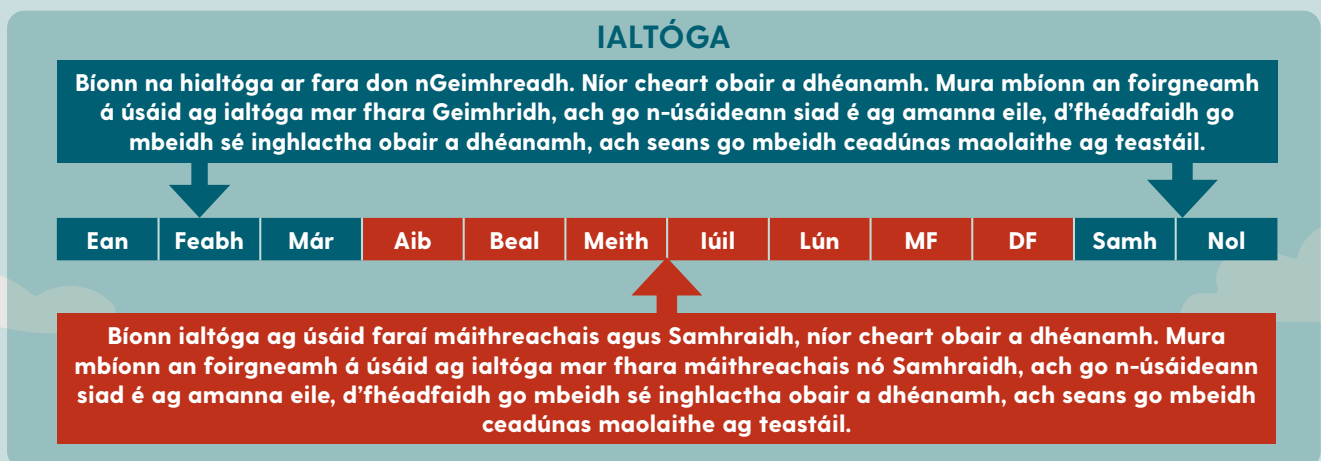 IALTÓGA
Bíonn na hialtóga ar fara don nGeimhreadh. Níor cheart obair a dhéanamh. Mura mbíonn an foirgneamh
á úsáid ag ialtóga mar fhara Geimhridh, ach go n-úsáideann siad é ag amanna eile, d'fhéadfaidh go
mbeidh sé inghlactha obair a dhéanamh, ach seans go mbeidh ceadúnas maolaithe ag teastáil.
Ean Feabh Már Aib Beal Meith Iúil Lún MF DF Samh Nol
Bíonn ialtóga ag úsáid faraí máithreachais agus Samhraidh, níor cheart obair a dhéanamh. Mura
mbíonn an foirgneamh á úsáid ag ialtóga mar fhara máithreachais nó Samhraidh, ach go n-úsáideann
siad é ag amanna eile, d'fhéadfaidh go mbeidh sé inghlactha obair a dhéanamh, ach seans go mbeidh
ceadúnas maolaithe ag teastáil.